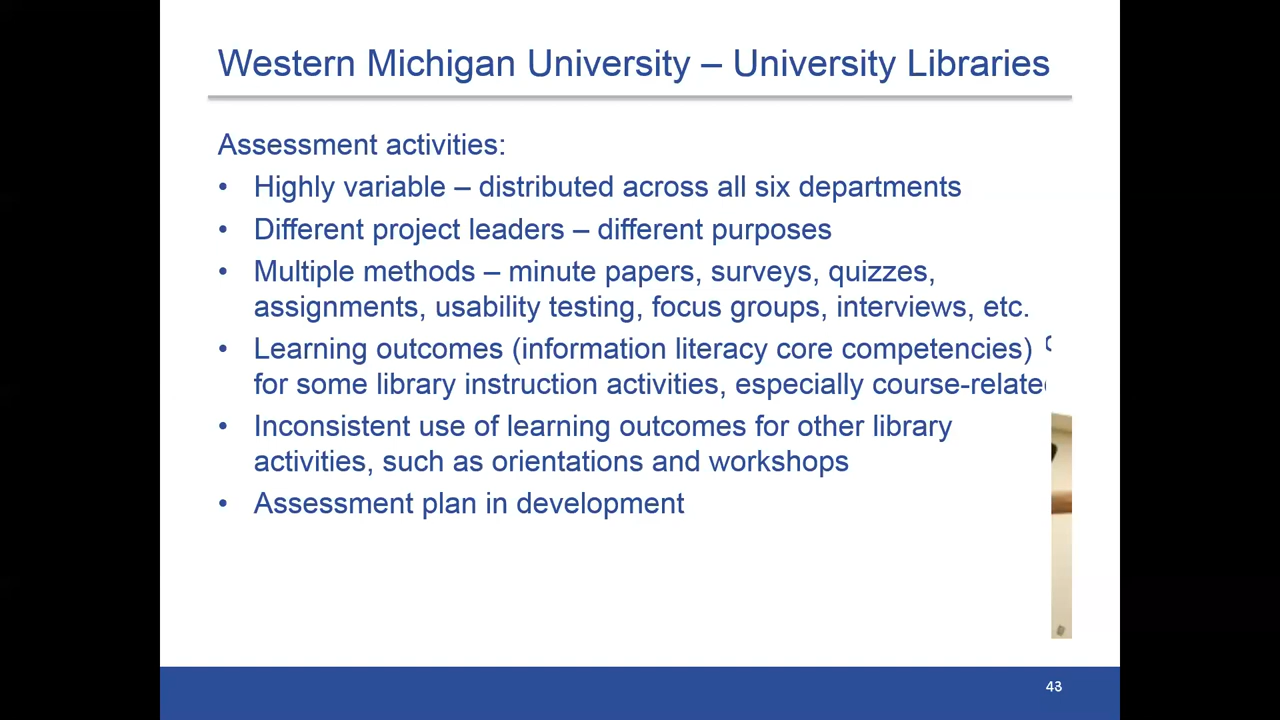 Western Michigan University – University Libraries
Assessment activities:
• Highly variable – distributed across all six departments
• Different project leaders – different purposes
• Multiple methods – minute papers, surveys, quizzes,
assignments, usability testing, focus groups, interviews, etc.
• Learning outcomes (information literacy core competencies)
for some library instruction activities, especially
• Inconsistent use of learning outcomes for other library
activities, such as orientations and workshops
• Assessment plan in development
43